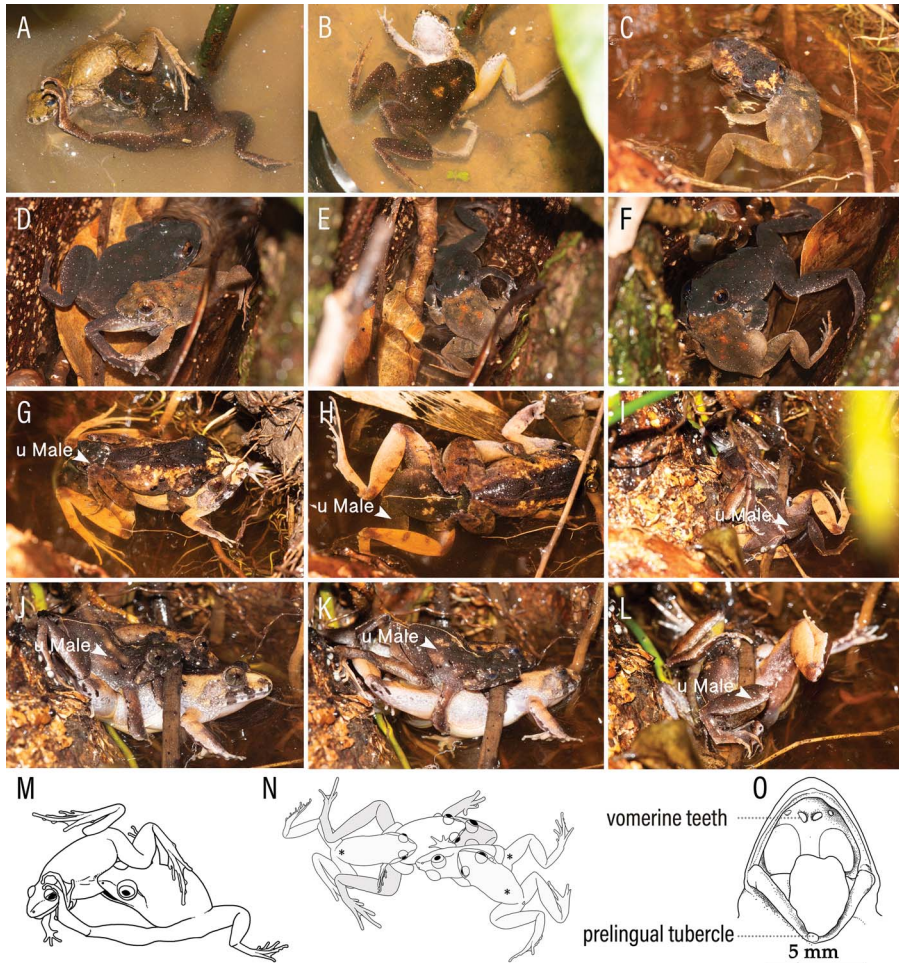 A
B
C
D
E
F
G
u Male
H
u Male
I
u Male
J
u Male
K
u Male
L
u Male
M
N
*
*
*
O
vomerine teeth
prelingual tubercle
5 mm